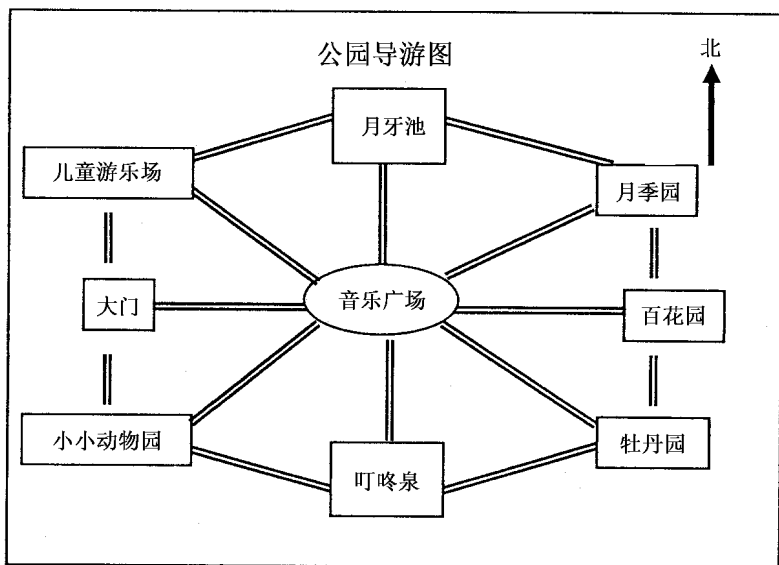 公园导游图
北
月牙池
儿童游乐场
月季园
大门
音乐广场
百花园
小小动物园
叮咚泉
牡丹园